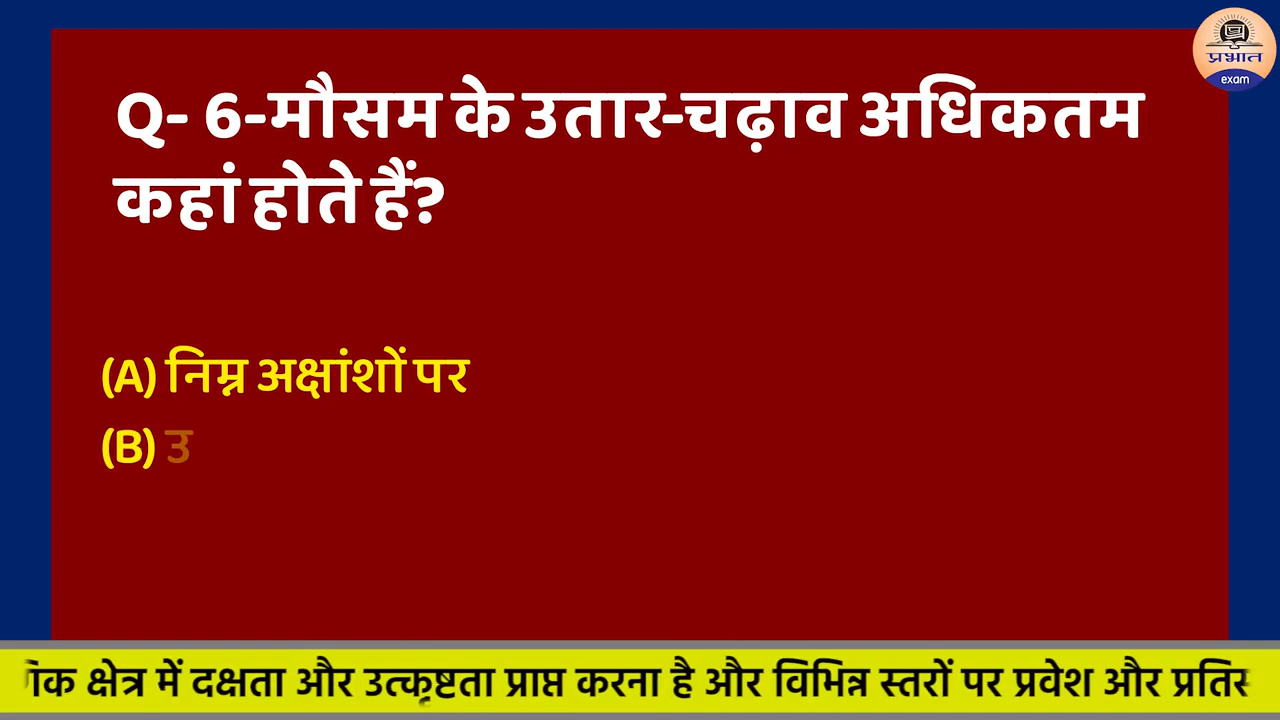 प्रभात
exam
Q- 6-मौसम के उतार-चढ़ाव अधिकतम
कहां होते हैं?
(A) निम्न अक्षांशों पर
(B) उ
क्षेत्र में दक्षता और उत्कृष्टता प्राप्त करना है और विभिन्न स्तरों पर प्रवेश और